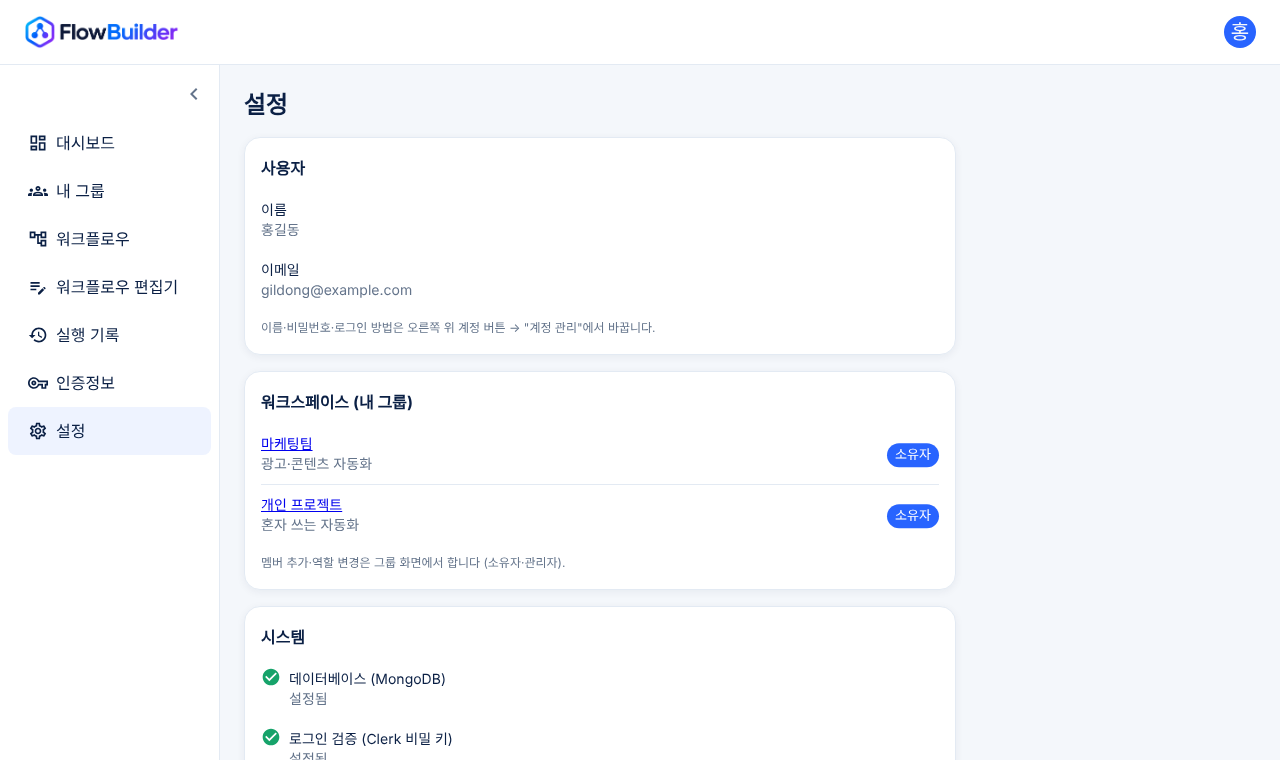 FlowBuilder
홍
대시보드
내 그룹
워크플로우
워크플로우 편집기
실행 기록
인증정보
설정
설정
사용자
이름
홍길동
이메일
gildong@example.com
이름·비밀번호·로그인 방법은 오른쪽 위 계정 버튼 → "계정 관리"에서 바꿉니다.
워크스페이스 (내 그룹)
마케팅팀
광고·콘텐츠 자동화
소유자
개인 프로젝트
혼자 쓰는 자동화
소유자
멤버 추가·역할 변경은 그룹 화면에서 합니다 (소유자·관리자).
시스템
데이터베이스 (MongoDB)
설정됨
로그인 검증 (Clerk 비밀 키)
설정됨